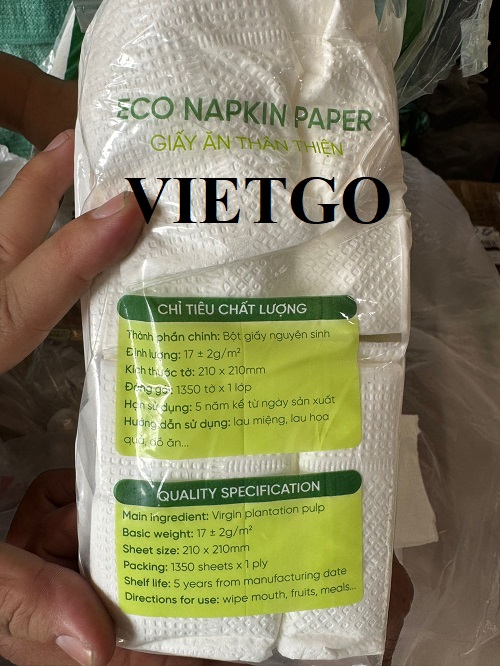 ECO NAPKIN PAPER
GIẤY ĂN THÂN THIỆN
VIETGO
CHỈ TIÊU CHẤT LƯỢNG
Thành phần chính: Bột giấy nguyên sinh
Định lượng: 17 ± 2g/m²
Kích thước tờ: 210 x 210mm
Đóng gói: 1350 tờ x 1 lớp
Hạn sử dụng: 5 năm kể từ ngày sản xuất
Hướng dẫn sử dụng: lau miệng, lau hoa
quả, đồ ăn...
QUALITY SPECIFICATION
Main ingredient: Virgin plantation pulp
Basic weight: 17 ± 2g/m²
Sheet size: 210 x 210mm
Packing: 1350 sheets x 1 ply
Shelf life: 5 years from manufacturing date
Directions for use: wipe mouth, fruits, meals...